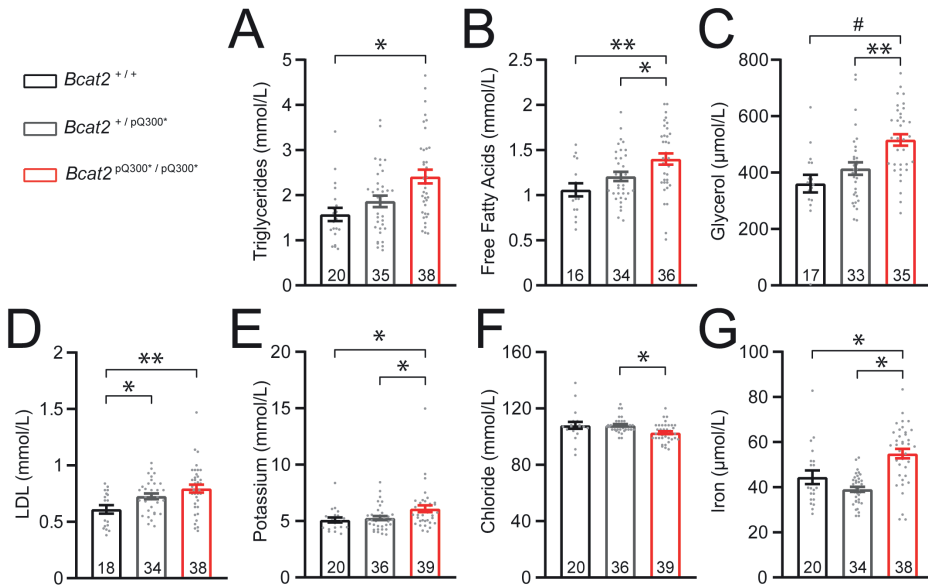 Bcat2 +/+
Bcat2 +/pQ300*
Bcat2 pQ300*/pQ300*
A
Triglycerides (mmol/L)
5
4
3
2
1
0
*
20 35 38
B
Free Fatty Acids (mmol/L)
2.5
2
1.5
1
0.5
0
**
*
16 34 36
C
Glycerol (µmol/L)
800
600
400
200
0
#
**
17 33 35
D
LDL (mmol/L)
2
1.5
1
0.5
0
**
*
18 34 38
E
Potassium (mmol/L)
20
15
10
5
0
*
*
20 36 39
F
Chloride (mmol/L)
160
120
80
40
0
*
20 36 39
G
Iron (µmol/L)
100
80
60
40
20
0
*
*
20 34 38